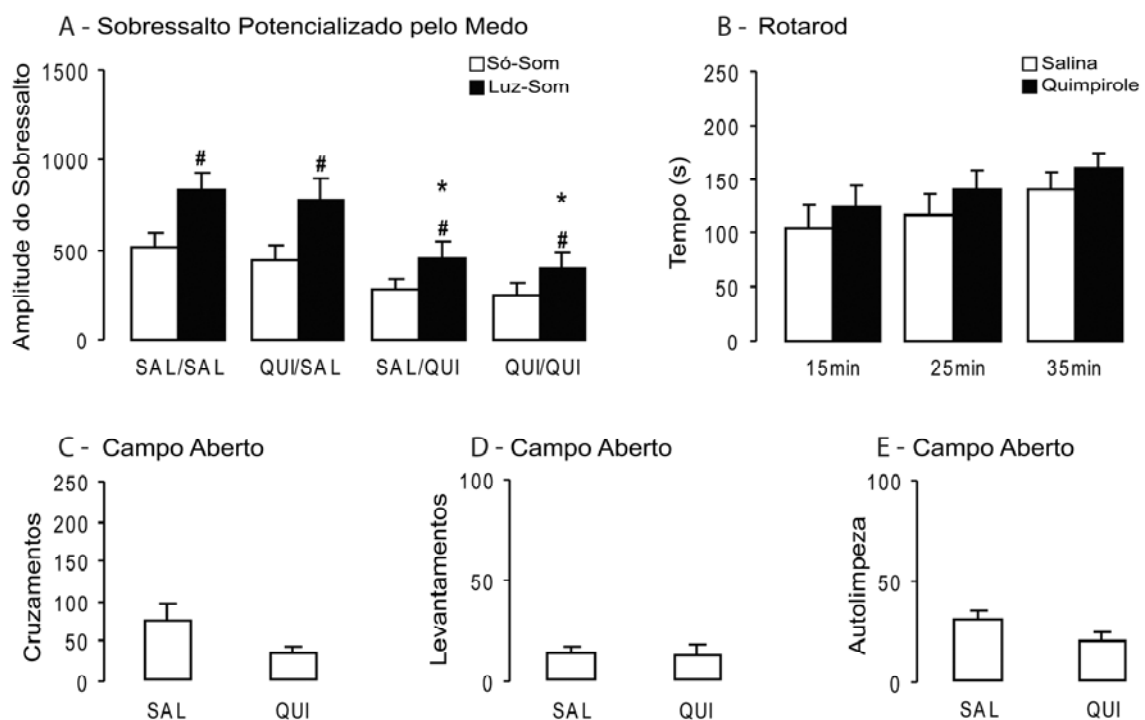 A - Sobressalto Potencializado pelo Medo
Só-Som
Luz-Som
Amplitude do Sobressalto
1500
1000
500
0
#
#
*
#
*
#
SAL/SAL QUI/SAL SAL/QUI QUI/QUI
B - Rotarod
Salina
Quimpirole
Tempo (s)
250
200
150
100
50
0
15min 25min 35min
C - Campo Aberto
Cruzamentos
250
200
150
100
50
0
SAL QUI
D - Campo Aberto
Levantamentos
100
50
0
SAL QUI
E - Campo Aberto
Autolimpeza
100
50
0
SAL QUI